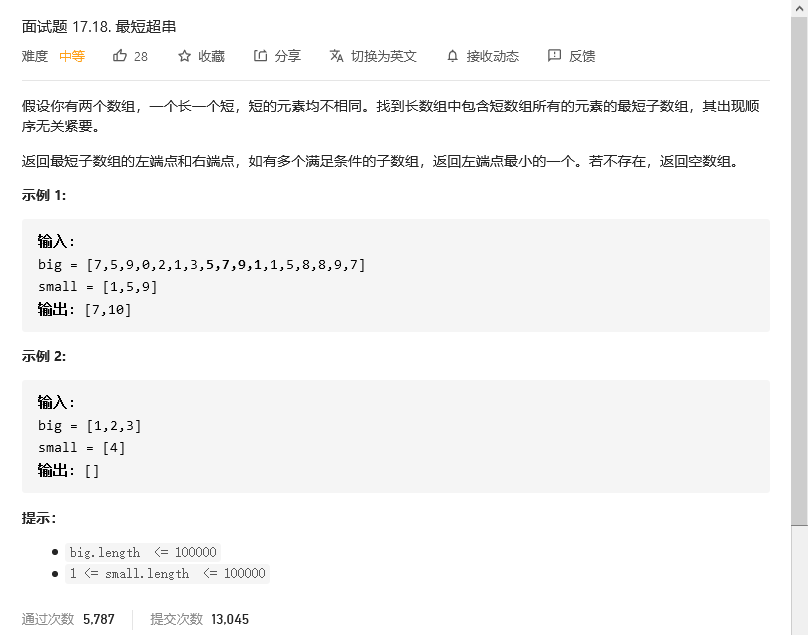 面试题 17.18. 最短超串
难度 中等 28 收藏 分享 切换为英文 接收动态 反馈
假设你有两个数组，一个长一个短，短的元素均不相同。找到长数组中包含短数组所有的元素的最短子数组，其出现顺
序无关紧要。
返回最短子数组的左端点和右端点，如有多个满足条件的子数组，返回左端点最小的一个。若不存在，返回空数组。
示例 1:
输入:
big = [7,5,9,0,2,1,3,5,7,9,1,1,5,8,8,9,7]
small = [1,5,9]
输出: [7,10]
示例 2:
输入:
big = [1,2,3]
small = [4]
输出: []
提示：
big.length <= 100000
1 <= small.length <= 100000
通过次数 5,787 提交次数 13,045